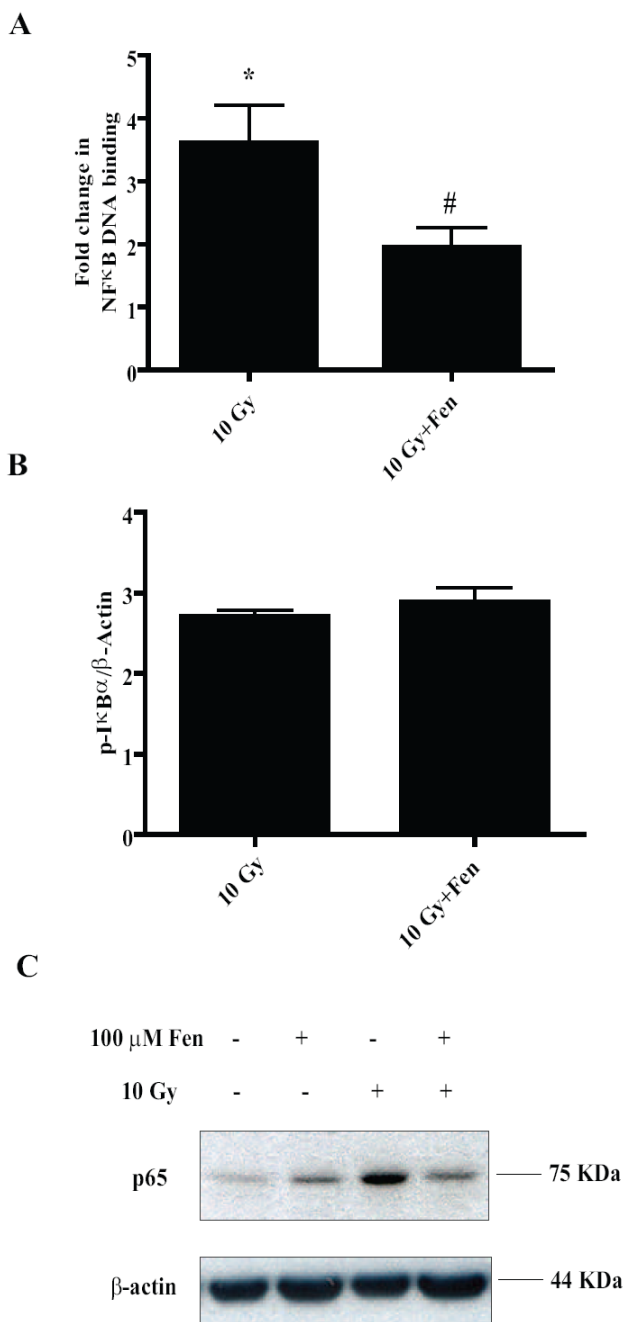 A
Fold change in
NFκB DNA binding
5
4
3
2
1
0
*
#
10 Gy
10 Gy+Fen
B
p-IκBα/β-Actin
4
3
2
1
0
10 Gy
10 Gy+Fen
C
100 μM Fen - + - +
10 Gy - - + +
p65 75 KDa
β-actin 44 KDa